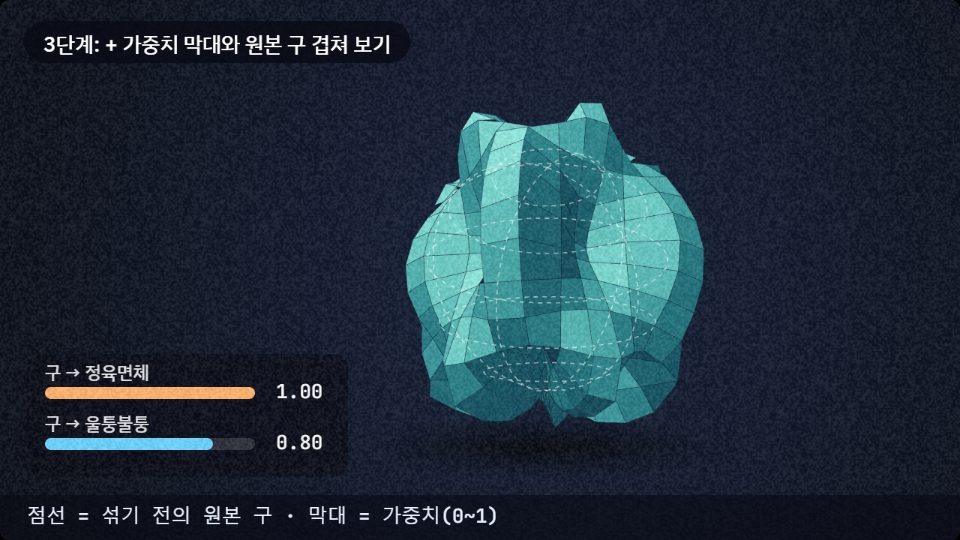 3단계: + 가중치 막대와 원본 구 겹쳐 보기
구 → 정육면체
1.00
구 → 울퉁불퉁
0.80
점선 = 섞기 전의 원본 구 · 막대 = 가중치(0~1)